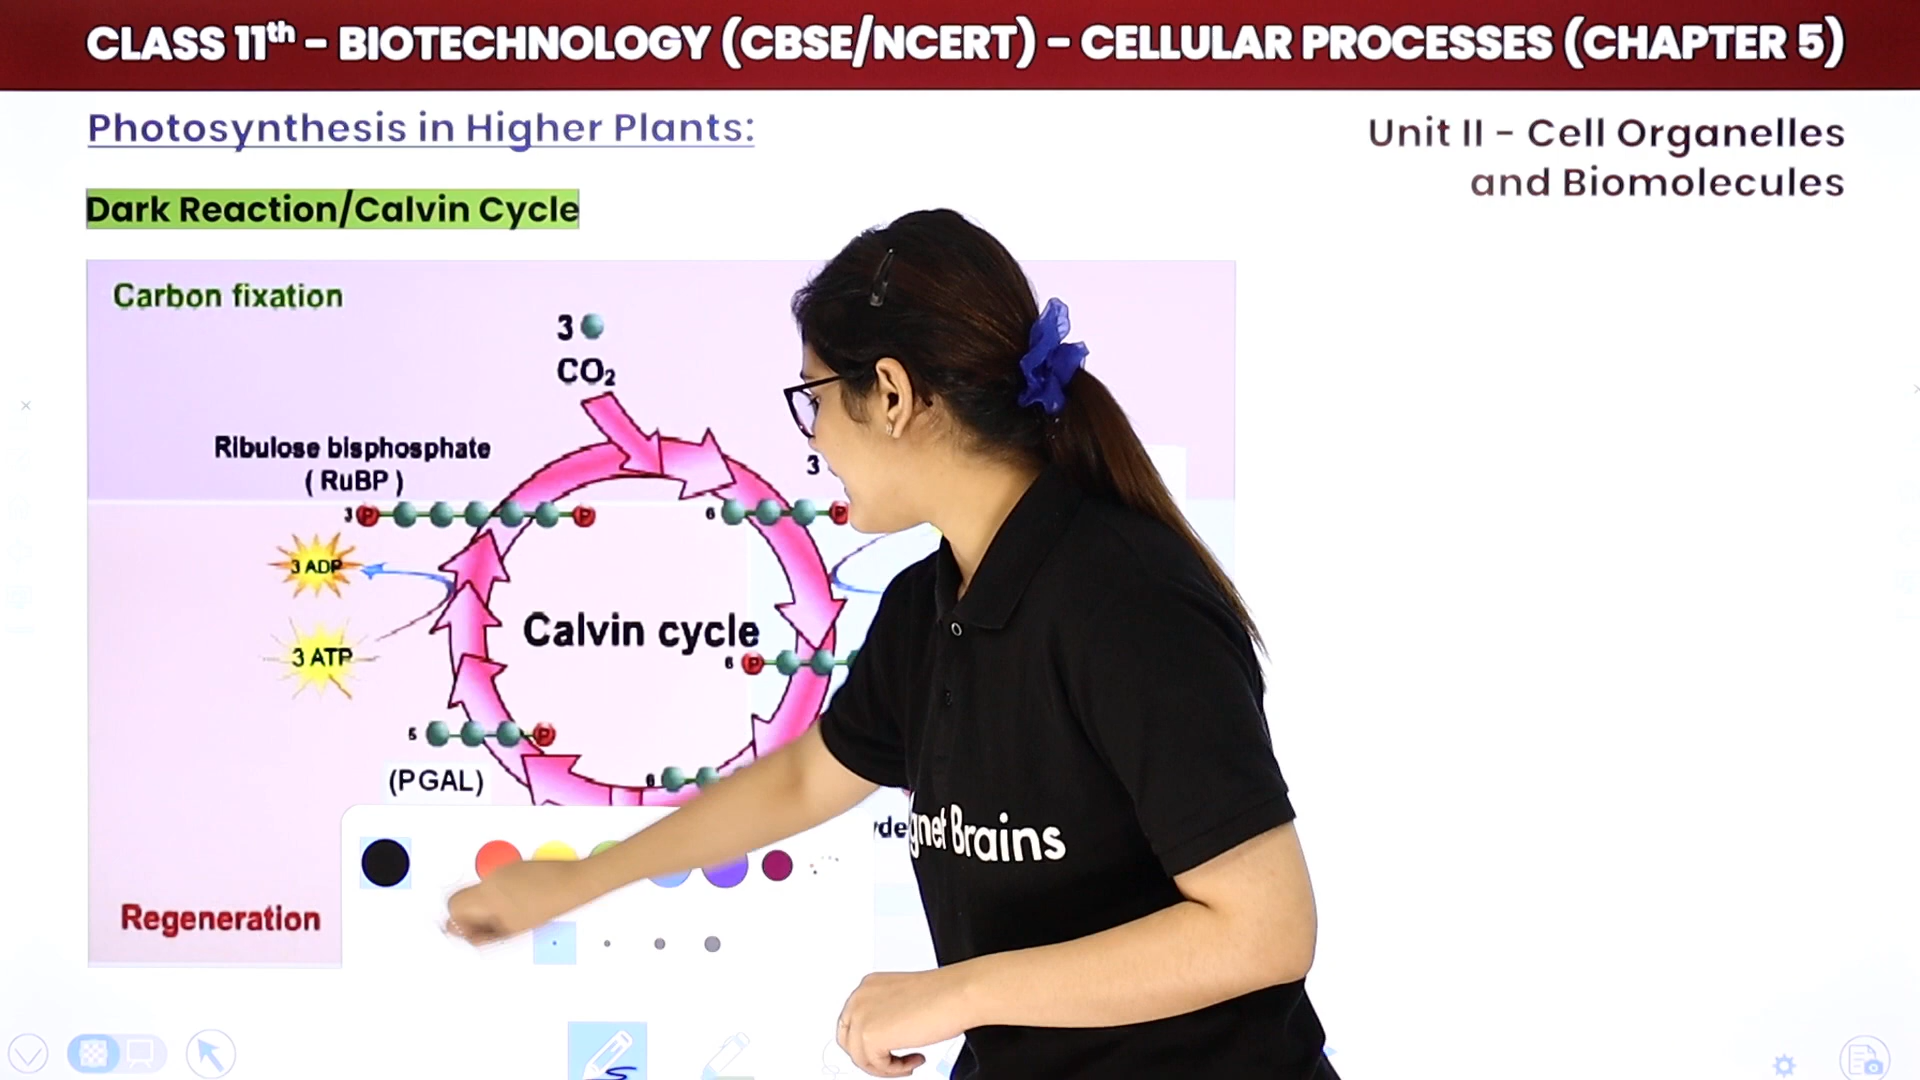 CLASS 11th - BIOTECHNOLOGY (CBSE/NCERT) - CELLULAR PROCESSES (CHAPTER 5)
Photosynthesis in Higher Plants:
Unit II - Cell Organelles
and Biomolecules
Dark Reaction/Calvin Cycle
Carbon fixation
3
CO₂
Ribulose bisphosphate
( RuBP )
3
3 P P
6 P
3 ADP
Calvin cycle
3 ATP
6 P
5 P
(PGAL)
6
Brains
Regeneration